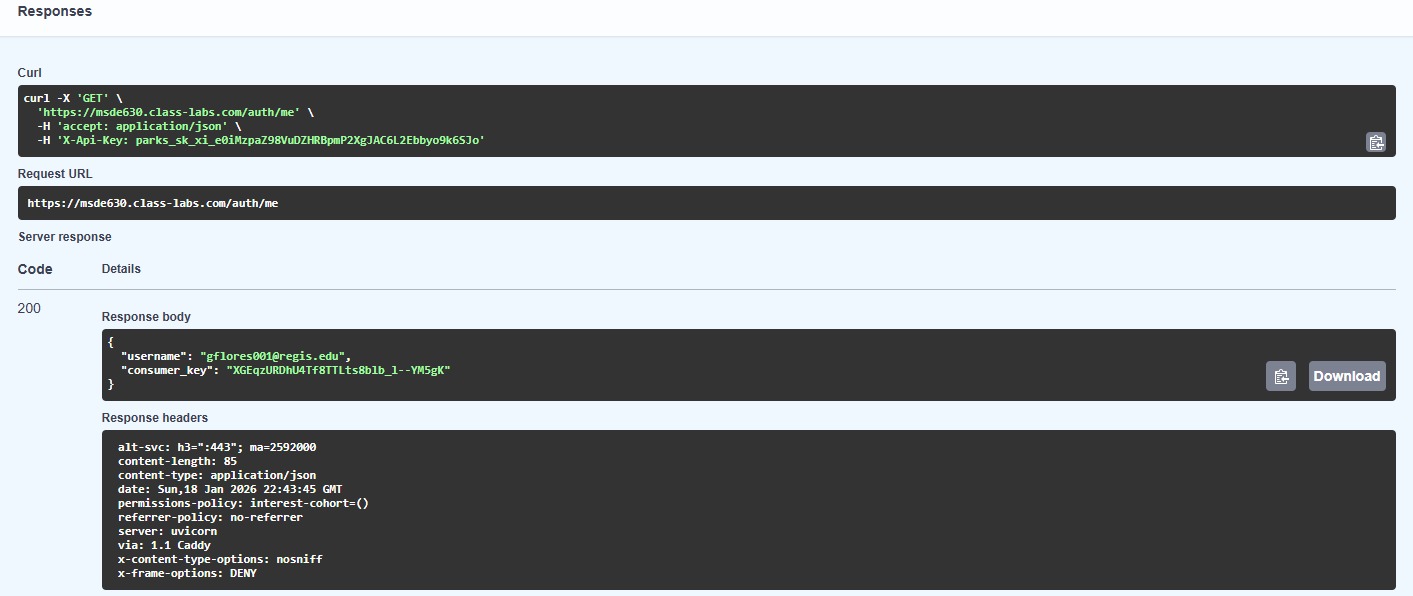 Responses
Curl
curl -X 'GET' \
'https://msde630.class-labs.com/auth/me' \
-H 'accept: application/json' \
-H 'X-Api-Key: parks_sk_xi_e0iMzpaZ98VuDZHRBpmP2XgJAC6L2Ebbyo9k6SJo'
Request URL
https://msde630.class-labs.com/auth/me
Server response
Code Details
200
Response body
{
"username": "gflores001@regis.edu",
"consumer_key": "XGEqzURDhU4Tf8TTLts8blb_l--YM5gK"
}
Download
Response headers
alt-svc: h3=":443"; ma=2592000
content-length: 85
content-type: application/json
date: Sun,18 Jan 2026 22:43:45 GMT
permissions-policy: interest-cohort=()
referrer-policy: no-referrer
server: uvicorn
via: 1.1 Caddy
x-content-type-options: nosniff
x-frame-options: DENY